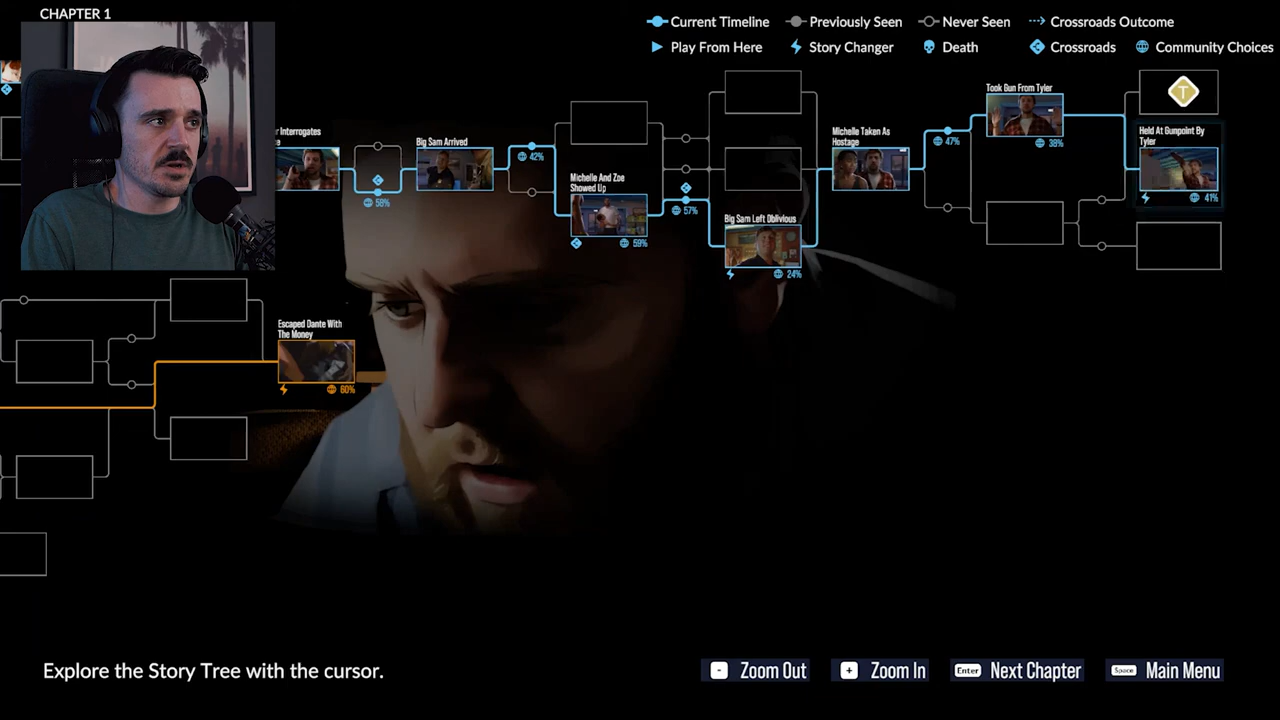 CHAPTER 1
Current Timeline
Previously Seen
Never Seen
Crossroads Outcome
Play From Here
Story Changer
Death
Crossroads
Community Choices
Took Gun From Tyler
38%
T
Held At Gunpoint By
Tyler
41%
r Interrogates
e
58%
Big Sam Arrived
42%
Michelle And Zoe
Showed Up
59%
57%
Big Sam Left Oblivious
24%
Michelle Taken As
Hostage
47%
Escaped Dante With
The Money
60%
Explore the Story Tree with the cursor.
- Zoom Out
+ Zoom In
Enter Next Chapter
Space Main Menu